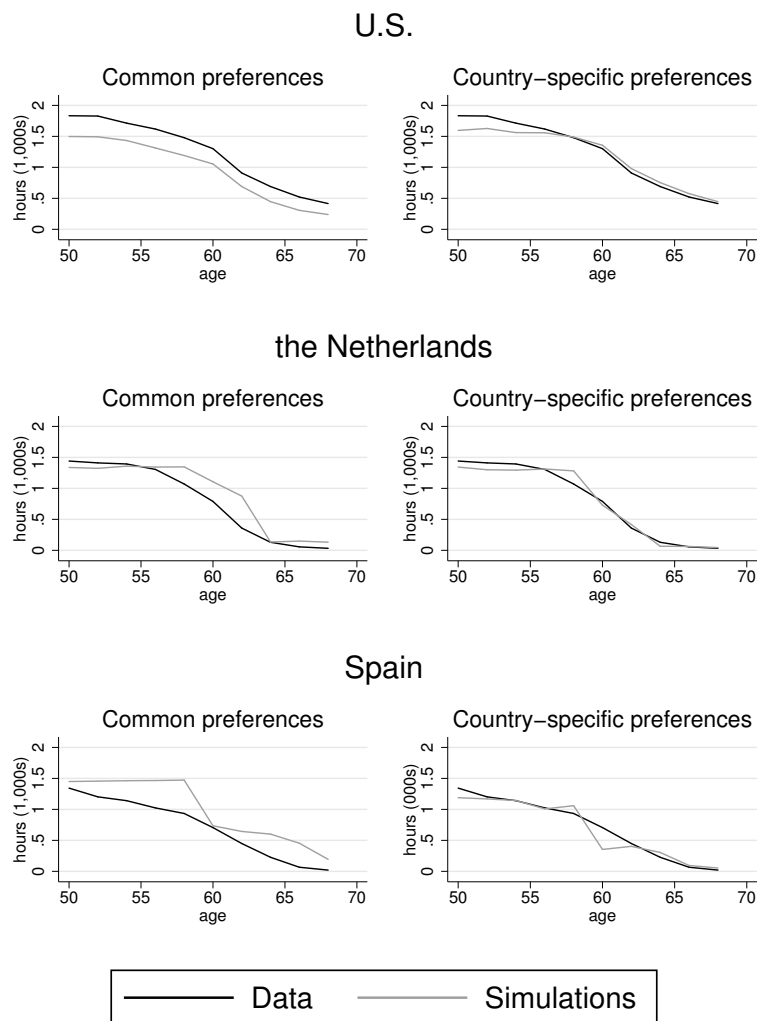 U.S.
Common preferences
Country−specific preferences
hours (1,000s)
0 .5 1 1.5 2
50 55 60 65 70
age
hours (1,000s)
0 .5 1 1.5 2
50 55 60 65 70
age
the Netherlands
Common preferences
Country−specific preferences
hours (1,000s)
0 .5 1 1.5 2
50 55 60 65 70
age
hours (1,000s)
0 .5 1 1.5 2
50 55 60 65 70
age
Spain
Common preferences
Country−specific preferences
hours (1,000s)
0 .5 1 1.5 2
50 55 60 65 70
age
hours (000s)
0 .5 1 1.5 2
50 55 60 65 70
age
Data Simulations